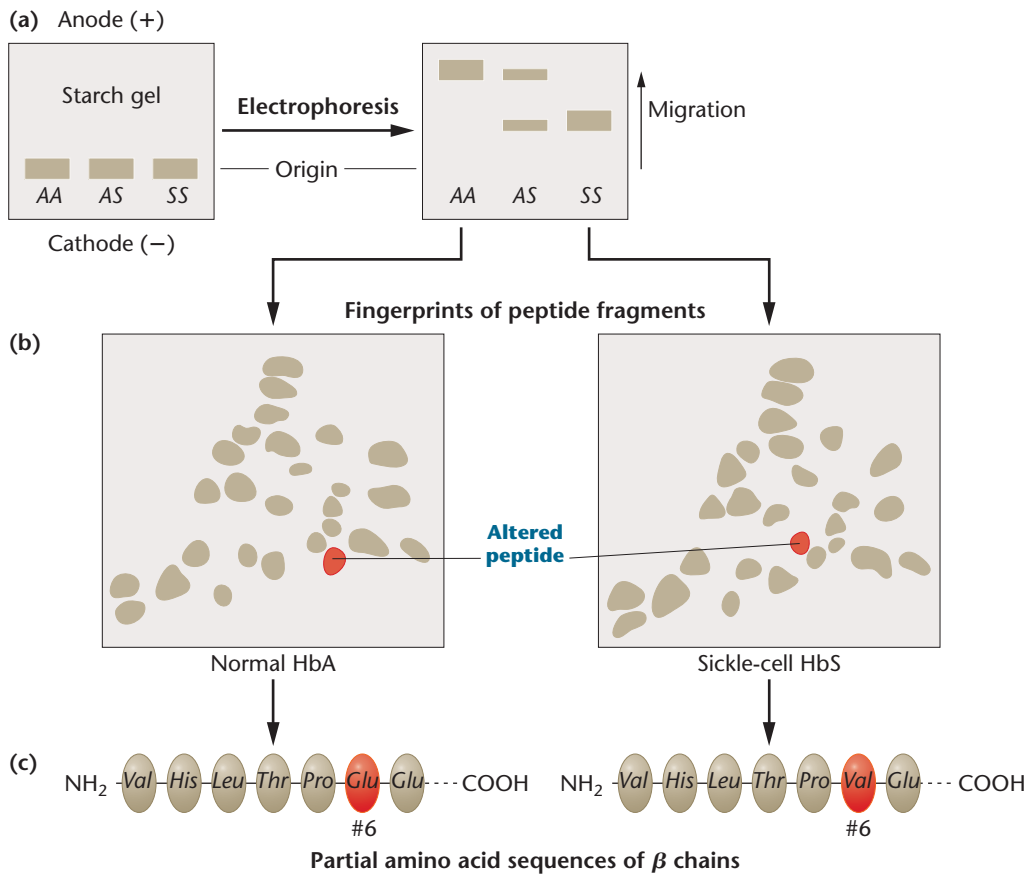 (a) Anode (+)
Starch gel
AA AS SS
Cathode (−)
Electrophoresis
Origin
AA AS SS
Migration
Fingerprints of peptide fragments
(b)
Altered
peptide
Normal HbA
Sickle-cell HbS
(c)
NH₂ Val His Leu Thr Pro Glu Glu COOH
#6
NH₂ Val His Leu Thr Pro Val Glu COOH
#6
Partial amino acid sequences of β chains